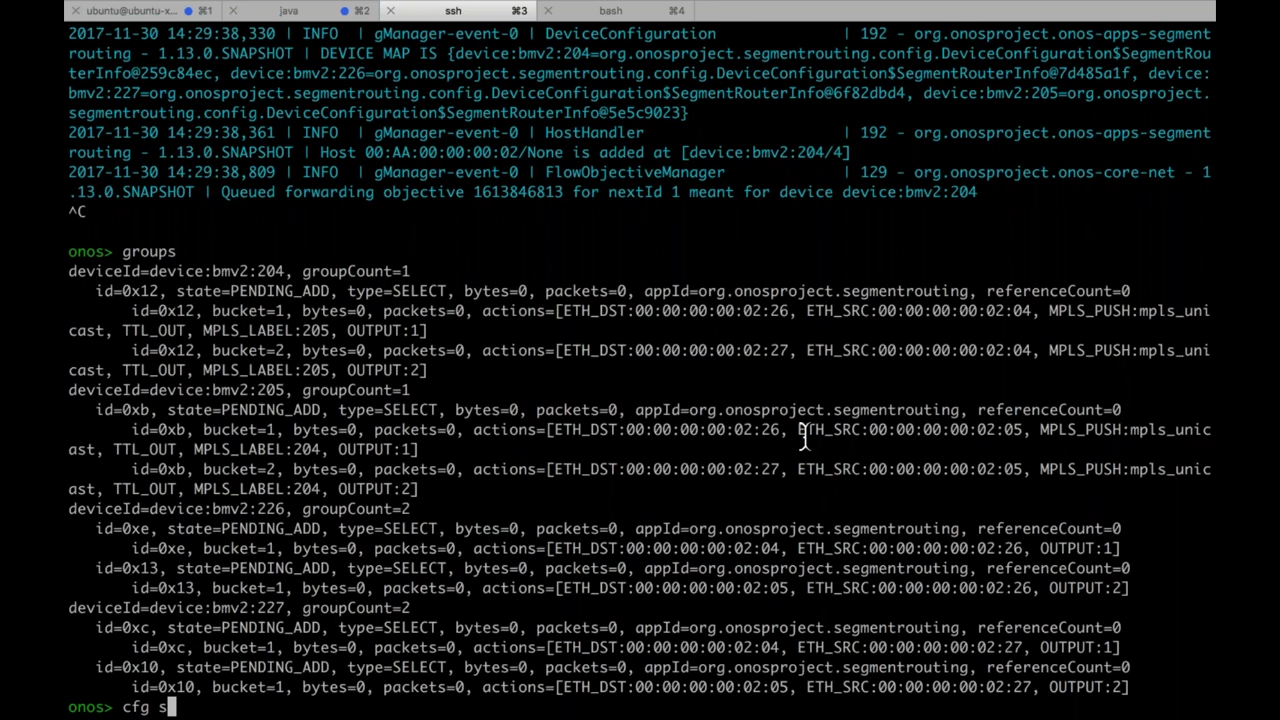 ubuntu@ubuntu-x... ⌘1 java ⌘2 ssh ⌘3 bash ⌘4
2017-11-30 14:29:38,330 | INFO  | gManager-event-0 | DeviceConfiguration              | 192 - org.onosproject.onos-apps-segment
routing - 1.13.0.SNAPSHOT | DEVICE MAP IS {device:bmv2:204=org.onosproject.segmentrouting.config.DeviceConfiguration$SegmentRou
terInfo@259c84ec, device:bmv2:226=org.onosproject.segmentrouting.config.DeviceConfiguration$SegmentRouterInfo@7d485a1f, device:
bmv2:227=org.onosproject.segmentrouting.config.DeviceConfiguration$SegmentRouterInfo@6f82dbd4, device:bmv2:205=org.onosproject.
segmentrouting.config.DeviceConfiguration$SegmentRouterInfo@5e5c9023}
2017-11-30 14:29:38,361 | INFO  | gManager-event-0 | HostHandler                      | 192 - org.onosproject.onos-apps-segment
routing - 1.13.0.SNAPSHOT | Host 00:AA:00:00:00:02/None is added at [device:bmv2:204/4]
2017-11-30 14:29:38,809 | INFO  | gManager-event-0 | FlowObjectiveManager             | 129 - org.onosproject.onos-core-net - 1
.13.0.SNAPSHOT | Queued forwarding objective 1613846813 for nextId 1 meant for device device:bmv2:204
^C
onos> groups
deviceId=device:bmv2:204, groupCount=1
   id=0x12, state=PENDING_ADD, type=SELECT, bytes=0, packets=0, appId=org.onosproject.segmentrouting, referenceCount=0
       id=0x12, bucket=1, bytes=0, packets=0, actions=[ETH_DST:00:00:00:00:02:26, ETH_SRC:00:00:00:00:02:04, MPLS_PUSH:mpls_uni
cast, TTL_OUT, MPLS_LABEL:205, OUTPUT:1]
       id=0x12, bucket=2, bytes=0, packets=0, actions=[ETH_DST:00:00:00:00:02:27, ETH_SRC:00:00:00:00:02:04, MPLS_PUSH:mpls_uni
cast, TTL_OUT, MPLS_LABEL:205, OUTPUT:2]
deviceId=device:bmv2:205, groupCount=1
   id=0xb, state=PENDING_ADD, type=SELECT, bytes=0, packets=0, appId=org.onosproject.segmentrouting, referenceCount=0
       id=0xb, bucket=1, bytes=0, packets=0, actions=[ETH_DST:00:00:00:00:02:26, ETH_SRC:00:00:00:00:02:05, MPLS_PUSH:mpls_unic
ast, TTL_OUT, MPLS_LABEL:204, OUTPUT:1]
       id=0xb, bucket=2, bytes=0, packets=0, actions=[ETH_DST:00:00:00:00:02:27, ETH_SRC:00:00:00:00:02:05, MPLS_PUSH:mpls_unic
ast, TTL_OUT, MPLS_LABEL:204, OUTPUT:2]
deviceId=device:bmv2:226, groupCount=2
   id=0xe, state=PENDING_ADD, type=SELECT, bytes=0, packets=0, appId=org.onosproject.segmentrouting, referenceCount=0
       id=0xe, bucket=1, bytes=0, packets=0, actions=[ETH_DST:00:00:00:00:02:04, ETH_SRC:00:00:00:00:02:26, OUTPUT:1]
   id=0x13, state=PENDING_ADD, type=SELECT, bytes=0, packets=0, appId=org.onosproject.segmentrouting, referenceCount=0
       id=0x13, bucket=1, bytes=0, packets=0, actions=[ETH_DST:00:00:00:00:02:05, ETH_SRC:00:00:00:00:02:26, OUTPUT:2]
deviceId=device:bmv2:227, groupCount=2
   id=0xc, state=PENDING_ADD, type=SELECT, bytes=0, packets=0, appId=org.onosproject.segmentrouting, referenceCount=0
       id=0xc, bucket=1, bytes=0, packets=0, actions=[ETH_DST:00:00:00:00:02:04, ETH_SRC:00:00:00:00:02:27, OUTPUT:1]
   id=0x10, state=PENDING_ADD, type=SELECT, bytes=0, packets=0, appId=org.onosproject.segmentrouting, referenceCount=0
       id=0x10, bucket=1, bytes=0, packets=0, actions=[ETH_DST:00:00:00:00:02:05, ETH_SRC:00:00:00:00:02:27, OUTPUT:2]
onos> cfg s